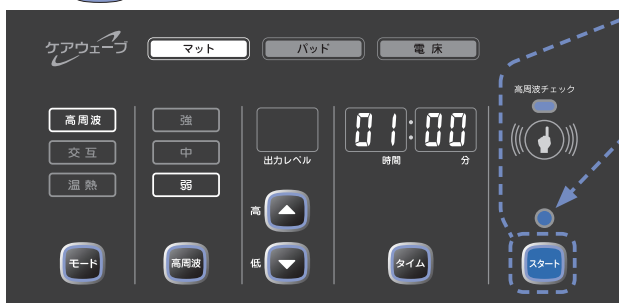 ケアウェーブ
マット
パッド
電床
高周波
交互
温熱
モード
強
中
弱
高周波
出力レベル
高
低
01:00
時間
分
タイム
高周波チェック
スタート